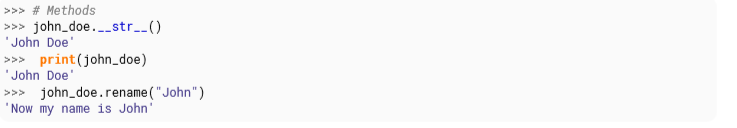 >>> # Methods
>>> john_doe.__str__()
'John Doe'
>>>  print(john_doe)
'John Doe'
>>>  john_doe.rename("John")
'Now my name is John'